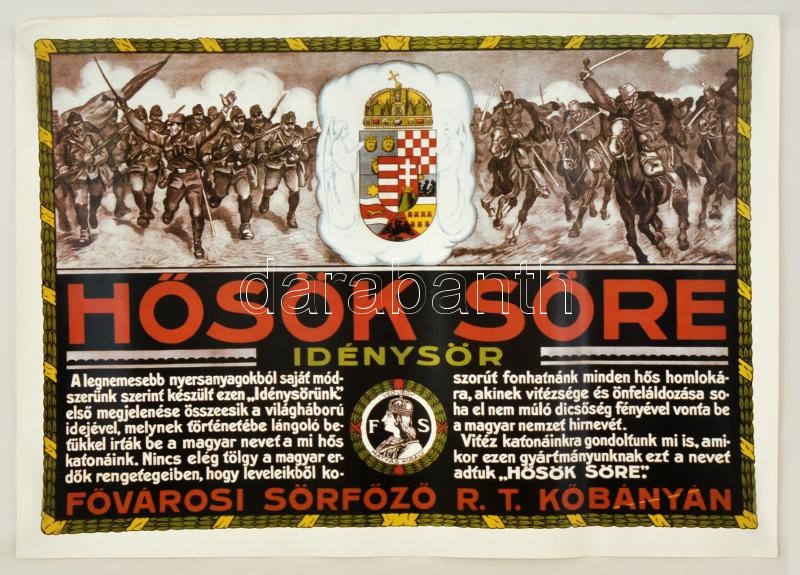 HŐSÖK SÖRE
IDÉNYSÖR
A legnemesebb nyersanyagokból saját mód-
szerünk szerint készült ezen „Idénysörünk”
első megjelenése összeesik a világháború
idejével, melynek történetébe lángoló be-
tűkkel írták be a magyar nevet a mi hős
katonáink. Nincs elég tölgy a magyar er-
dők rengetegeiben, hogy leveleikből ko-
F S
szorút fonhatnánk minden hős homloká-
ra, akinek vitézsége és önfeláldozása so-
ha el nem múló dicsőség fényével vonta be
a magyar nemzet hírnevét.
Vitéz katonáinkra gondoltunk mi is, ami-
kor ezen gyártmányunknak ezt a nevet
adtuk „HŐSÖK SÖRE”.
FŐVÁROSI SÖRFŐZŐ R. T. KŐBÁNYÁN
darabanth